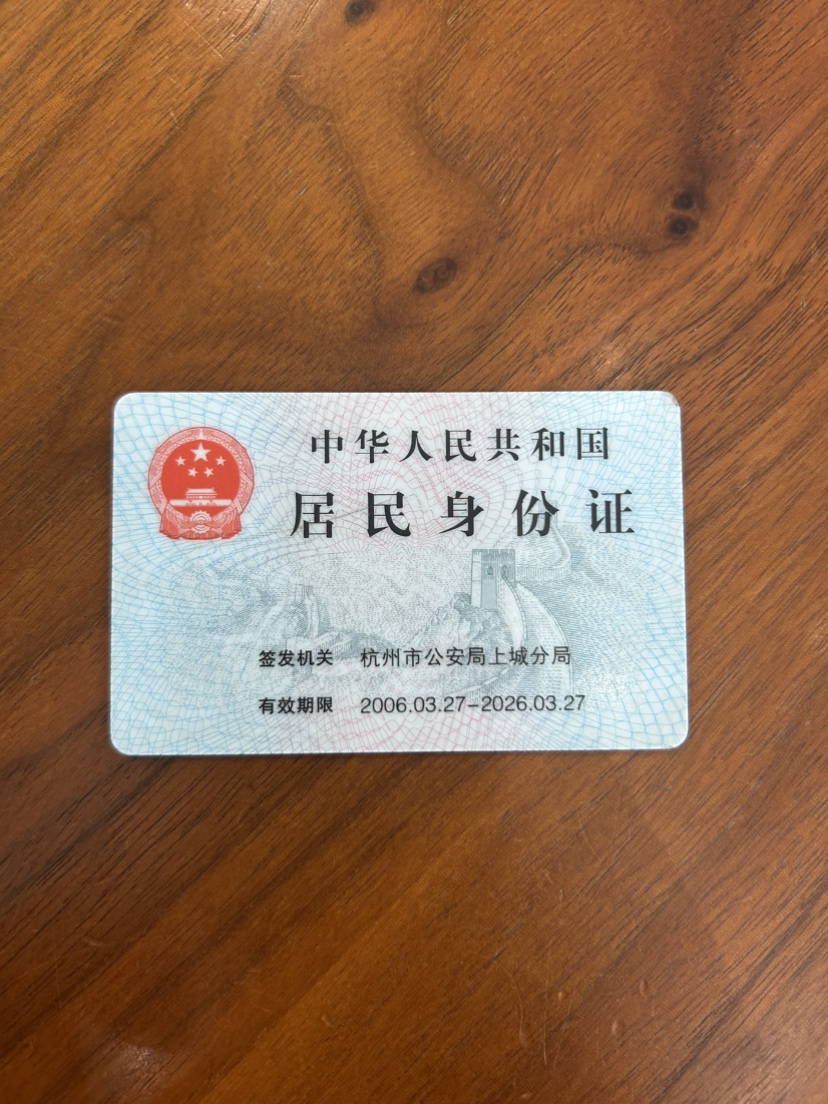 中华人民共和国
居民身份证
签发机关 杭州市公安局上城分局
有效期限 2006.03.27-2026.03.27